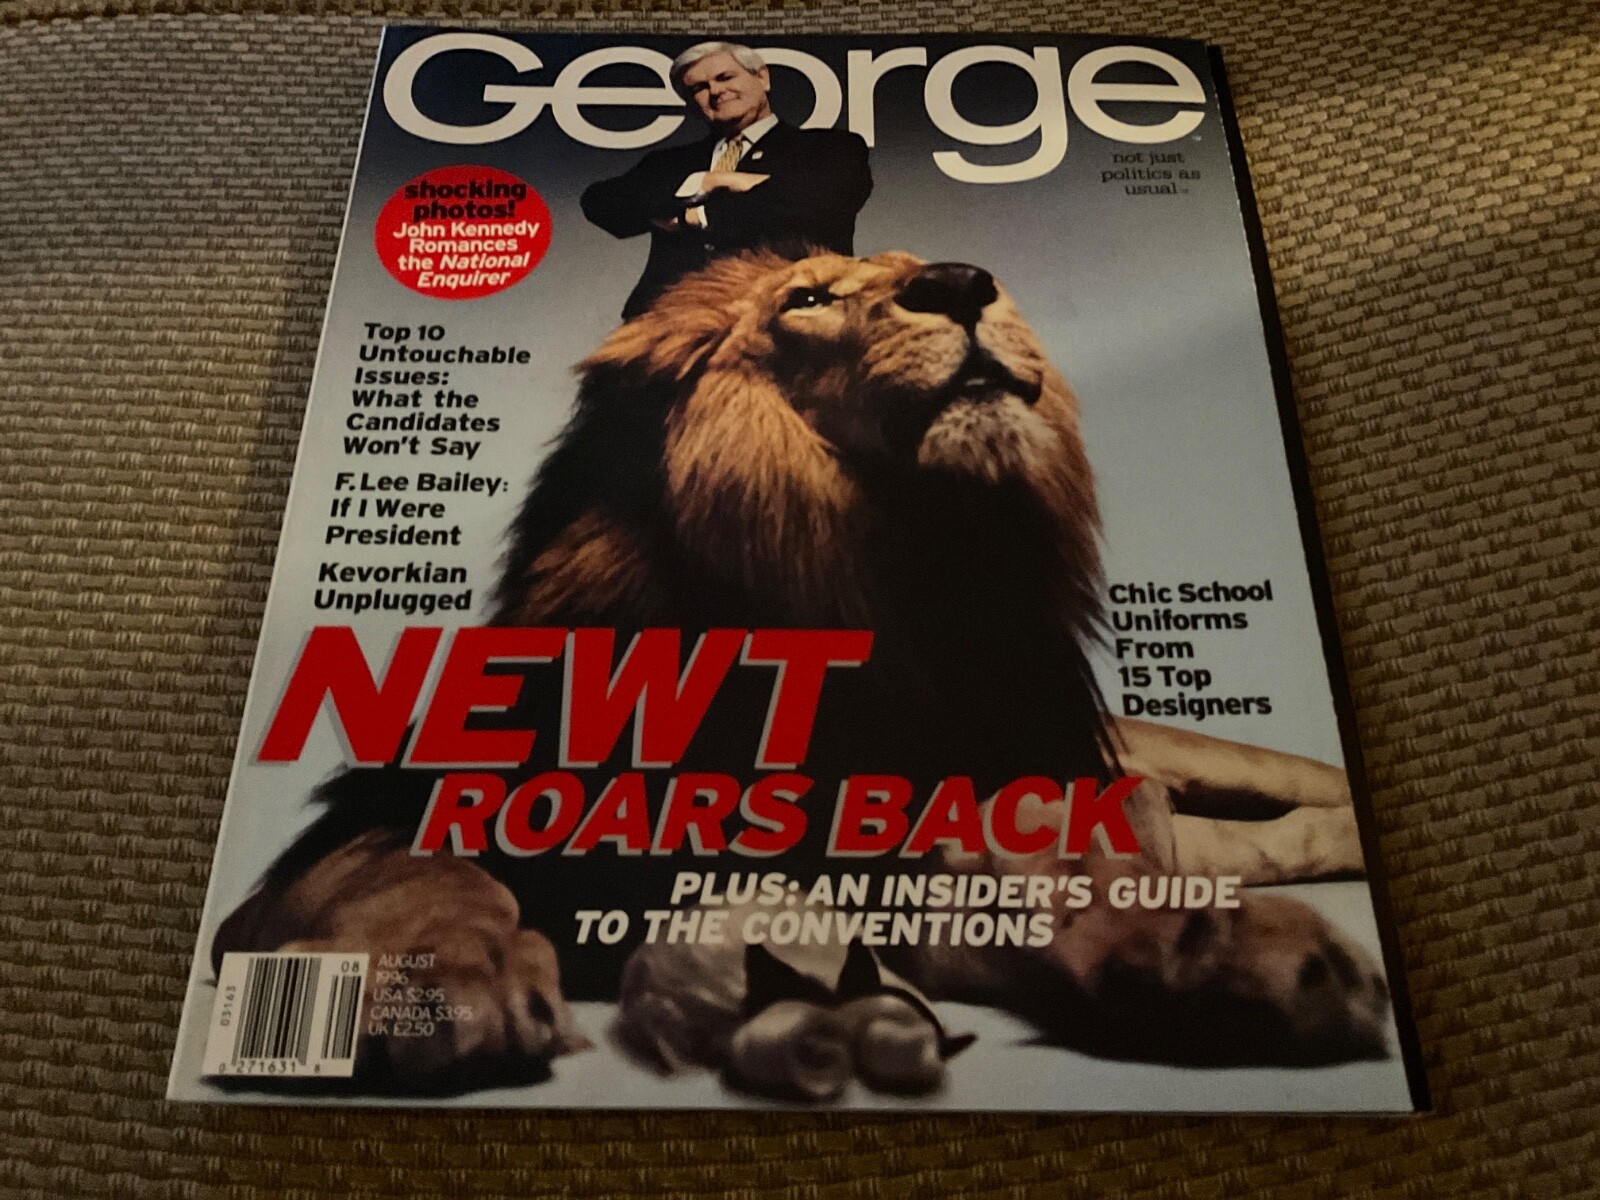 George
not just
politics as
usual
shocking
photos!
John Kennedy
Romances
the National
Enquirer
Top 10
Untouchable
Issues:
What the
Candidates
Won't Say
F. Lee Bailey:
If I Were
President
Kevorkian
Unplugged
Chic School
Uniforms
From
15 Top
Designers
NEWT
ROARS BACK
PLUS: AN INSIDER'S GUIDE
TO THE CONVENTIONS
AUGUST
1996
USA $2.95
CANADA $3.95
UK £2.50
08
03163
0 271631 8